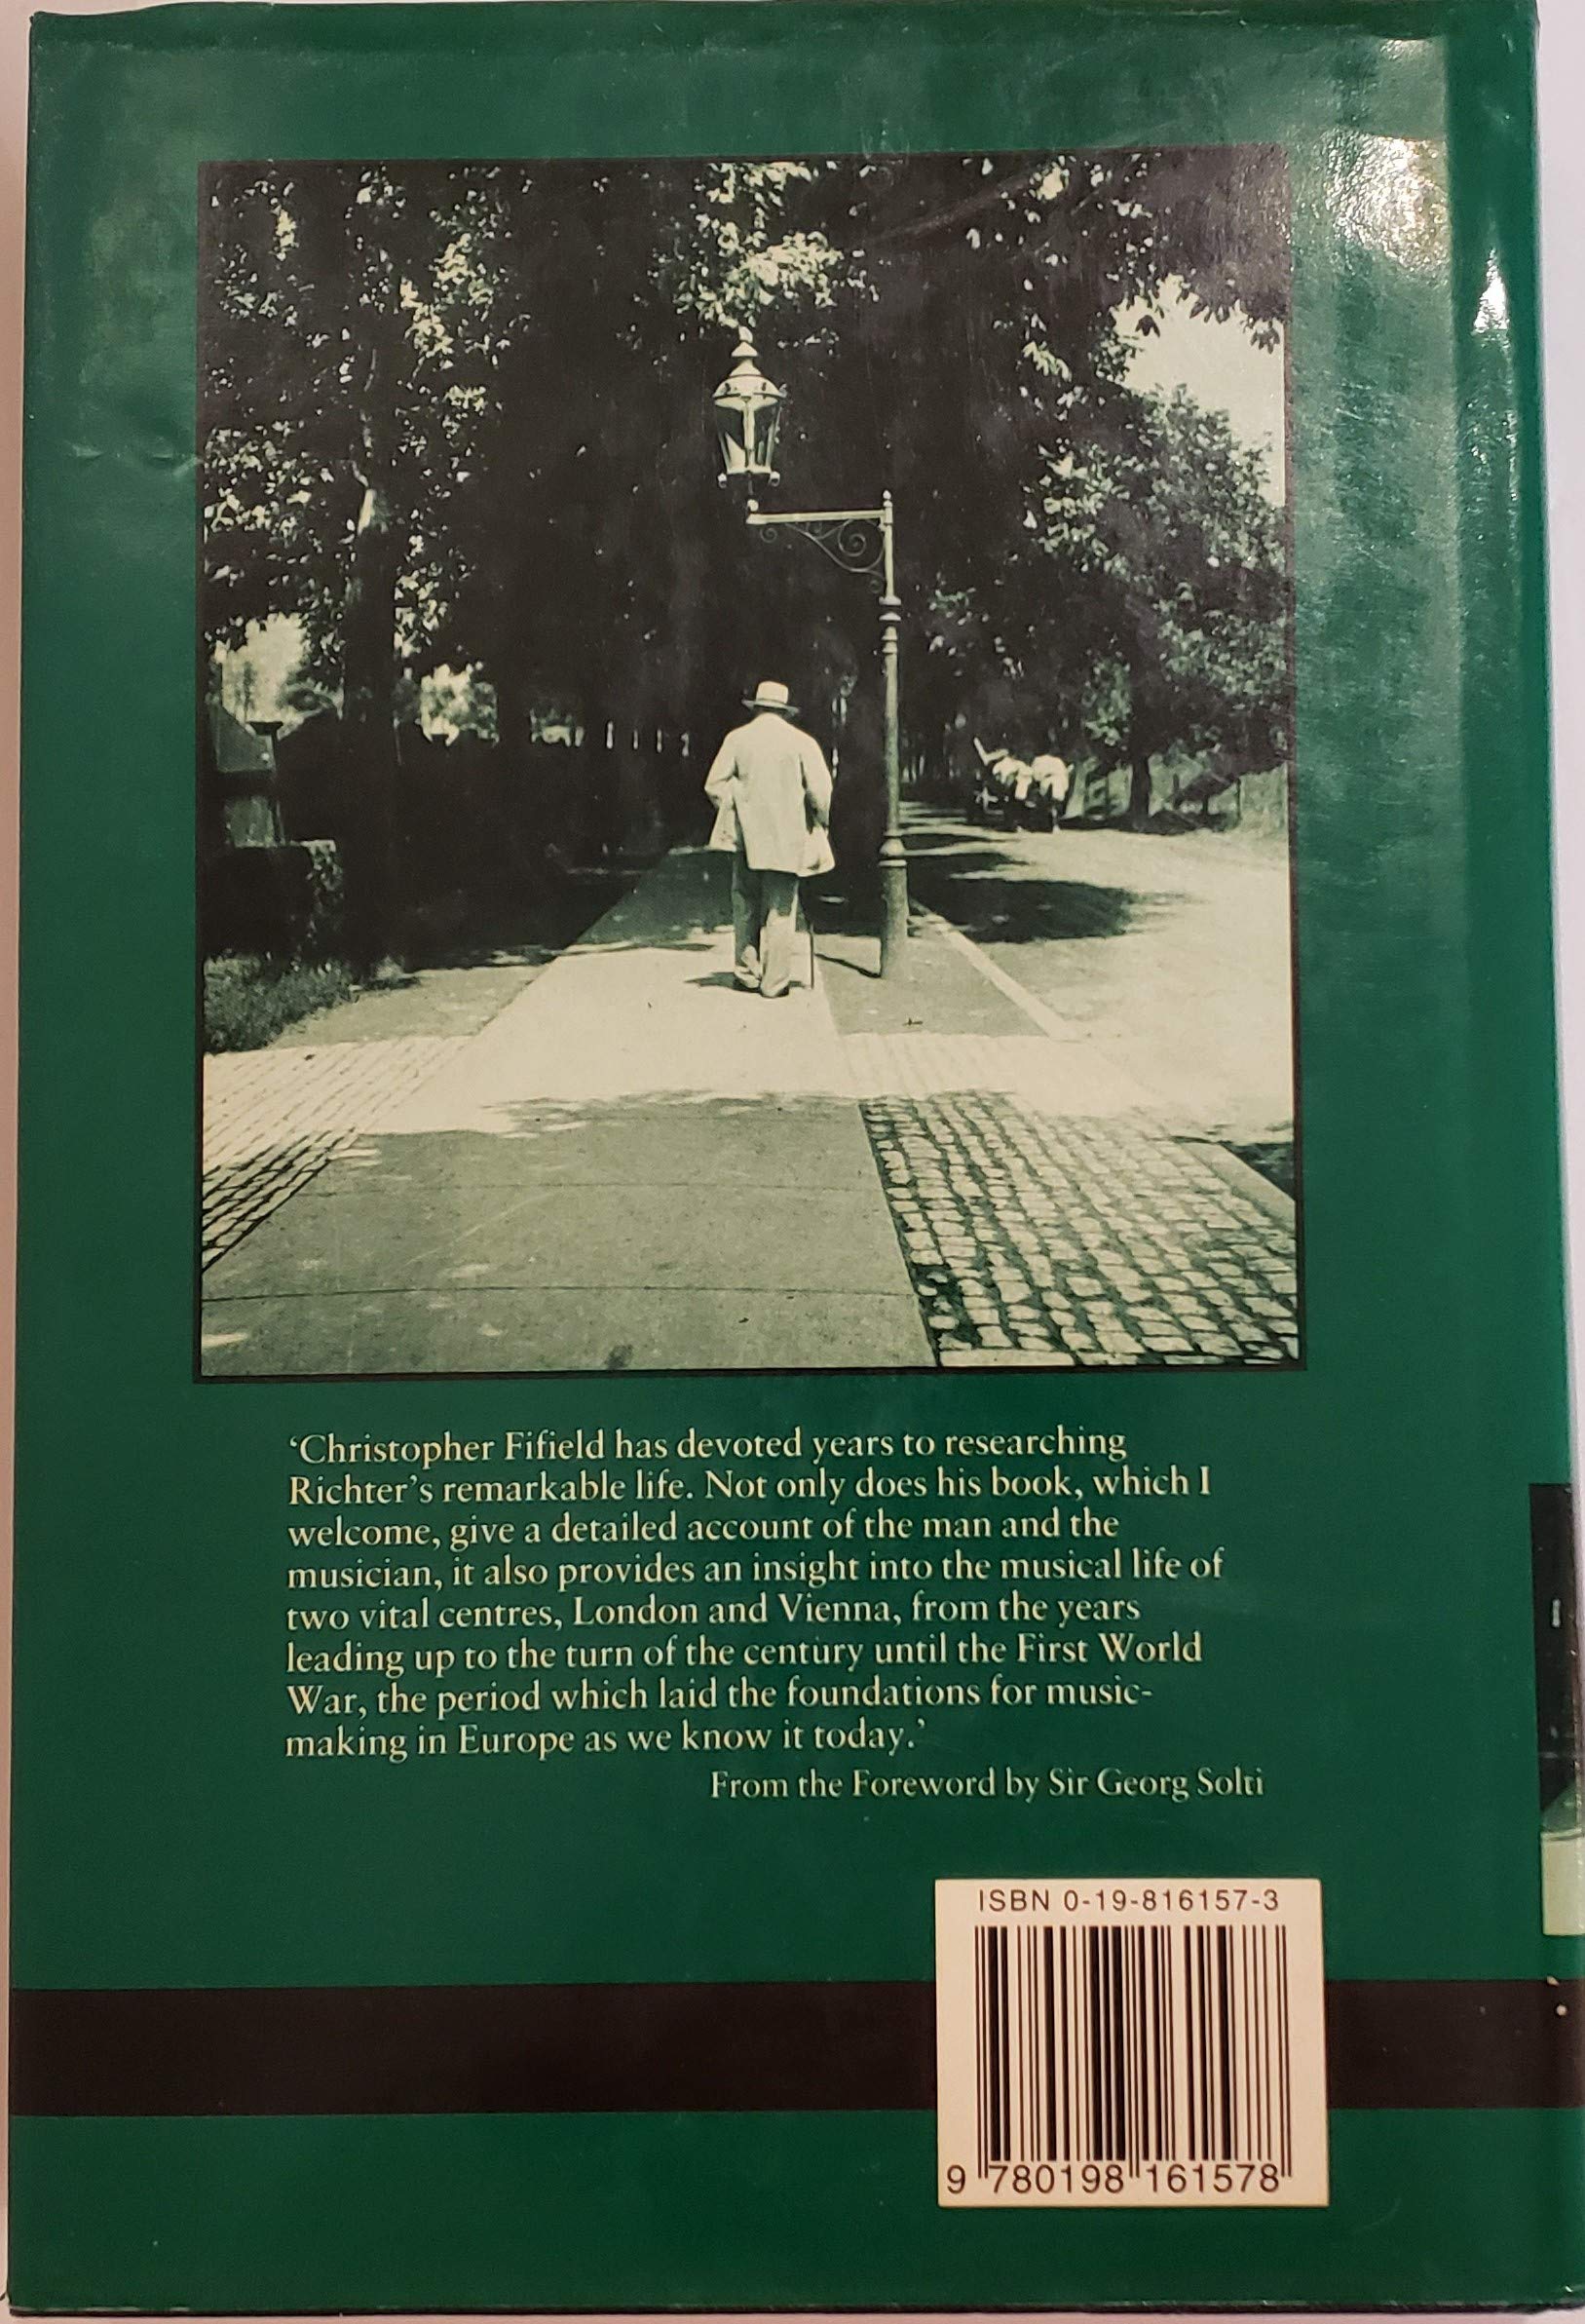 ‘Christopher Fifield has devoted years to researching
Richter’s remarkable life. Not only does his book, which I
welcome, give a detailed account of the man and the
musician, it also provides an insight into the musical life of
two vital centres, London and Vienna, from the years
leading up to the turn of the century until the First World
War, the period which laid the foundations for music-
making in Europe as we know it today.’
From the Foreword by Sir Georg Solti
ISBN 0-19-816157-3
9 780198 161578